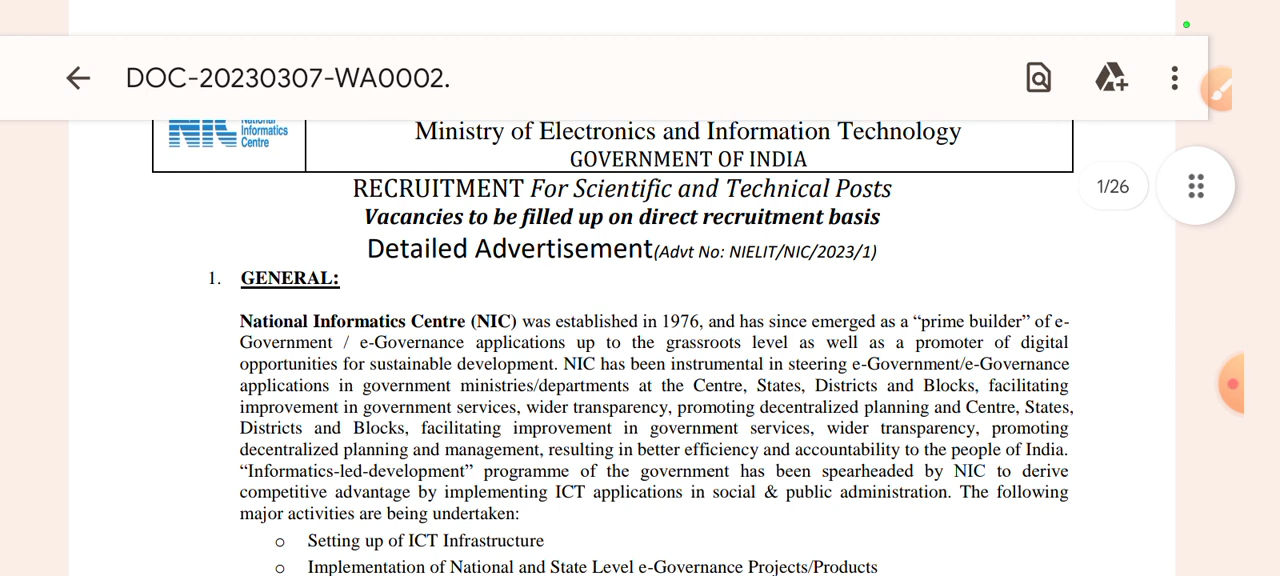 DOC-20230307-WA0002.
National
Informatics
Centre
NIC
Ministry of Electronics and Information Technology
GOVERNMENT OF INDIA
1/26
RECRUITMENT For Scientific and Technical Posts
Vacancies to be filled up on direct recruitment basis
Detailed Advertisement(Advt No: NIELIT/NIC/2023/1)
1. GENERAL:
National Informatics Centre (NIC) was established in 1976, and has since emerged as a “prime builder” of e-
Government / e-Governance applications up to the grassroots level as well as a promoter of digital
opportunities for sustainable development. NIC has been instrumental in steering e-Government/e-Governance
applications in government ministries/departments at the Centre, States, Districts and Blocks, facilitating
improvement in government services, wider transparency, promoting decentralized planning and Centre, States,
Districts and Blocks, facilitating improvement in government services, wider transparency, promoting
decentralized planning and management, resulting in better efficiency and accountability to the people of India.
“Informatics-led-development” programme of the government has been spearheaded by NIC to derive
competitive advantage by implementing ICT applications in social & public administration. The following
major activities are being undertaken:
o Setting up of ICT Infrastructure
o Implementation of National and State Level e-Governance Projects/Products